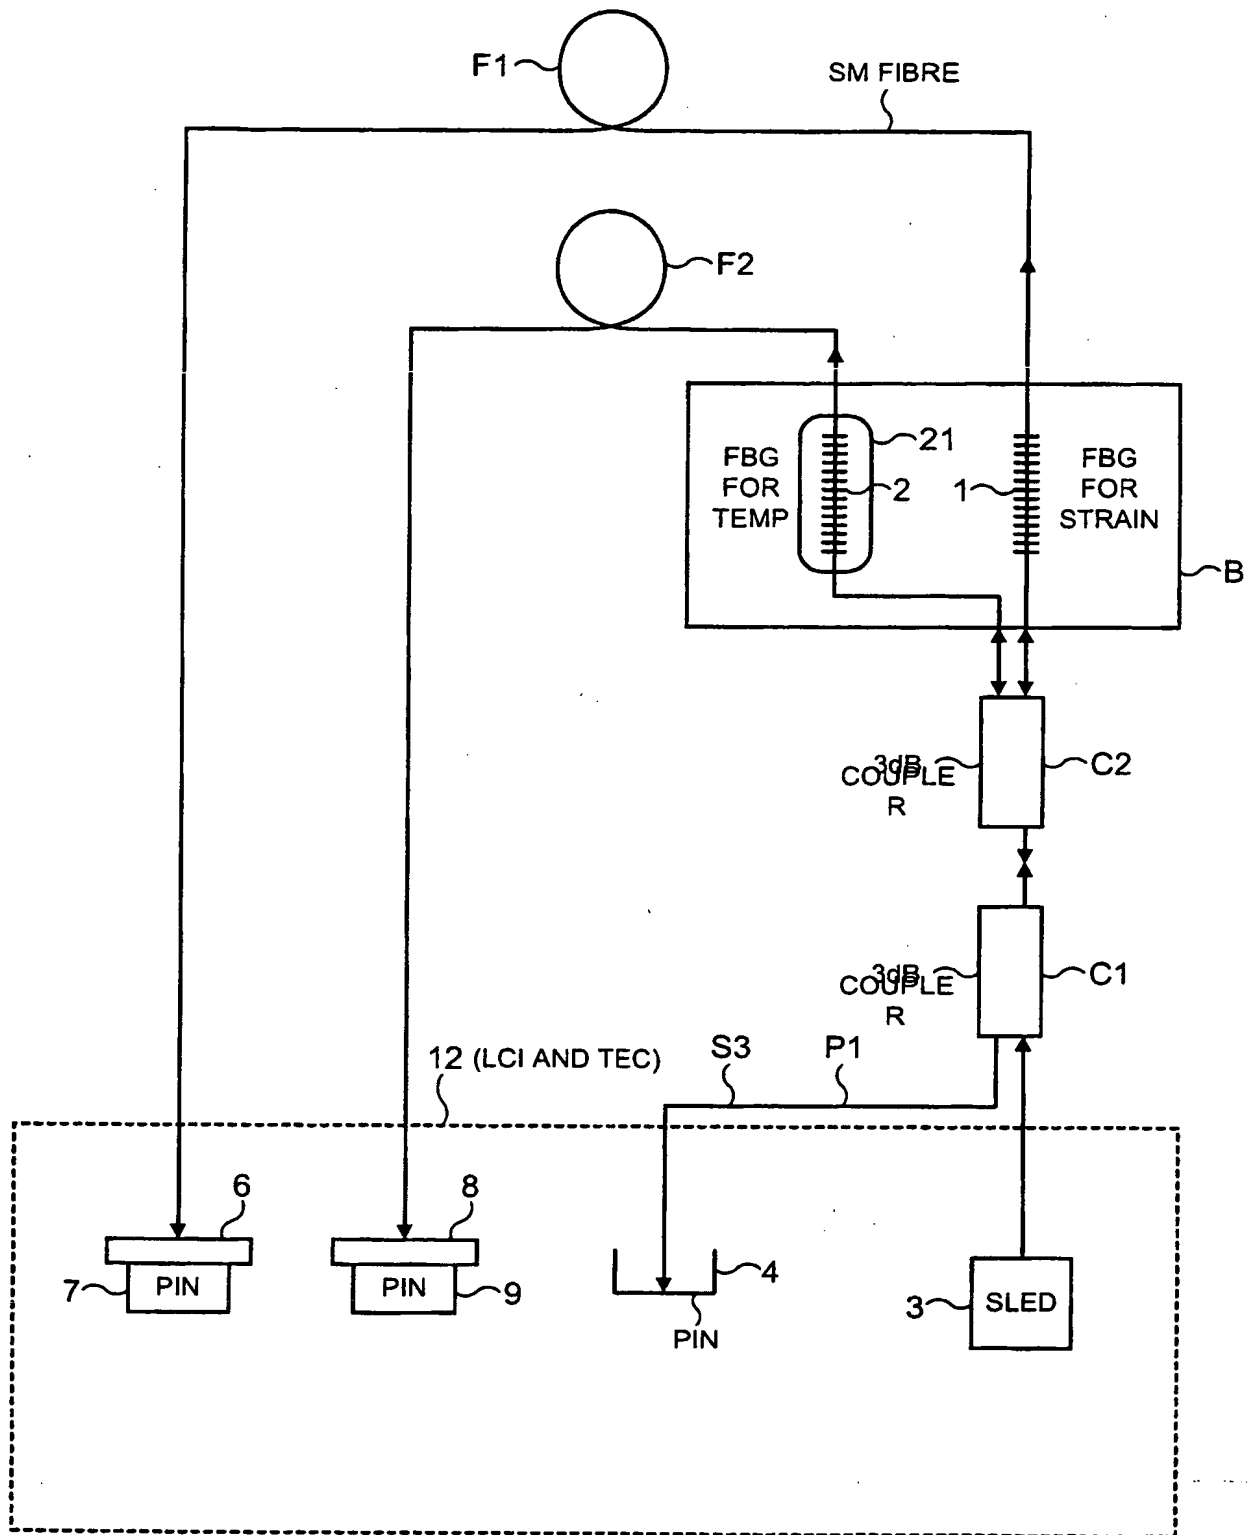 F1
SM FIBRE
F2
FBG
FOR
TEMP
21
2
1
FBG
FOR
STRAIN
B
3dB
COUPLE
R
C2
3dB
COUPLE
R
C1
S3
P1
12 (LCI AND TEC)
6
8
7
PIN
PIN
9
4
PIN
3
SLED